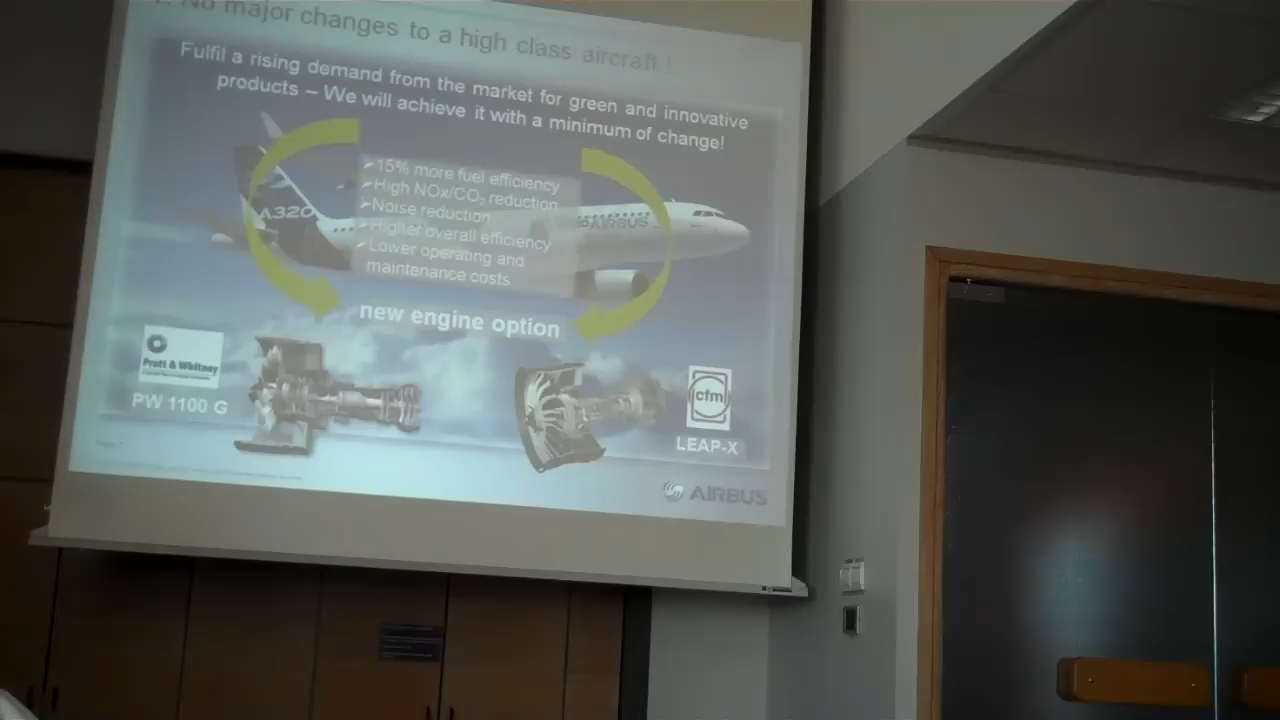 No major changes to a high class aircraft !
Fulfil a rising demand from the market for green and innovative
products – We will achieve it with a minimum of change!
➢15% more fuel efficiency
➢High NOx/CO₂ reduction
➢Noise reduction
➢Higher overall efficiency
➢Lower operating and
maintenance costs
A320
AIRBUS
new engine option
Pratt & Whitney
PW 1100 G
cfm
LEAP-X
AIRBUS